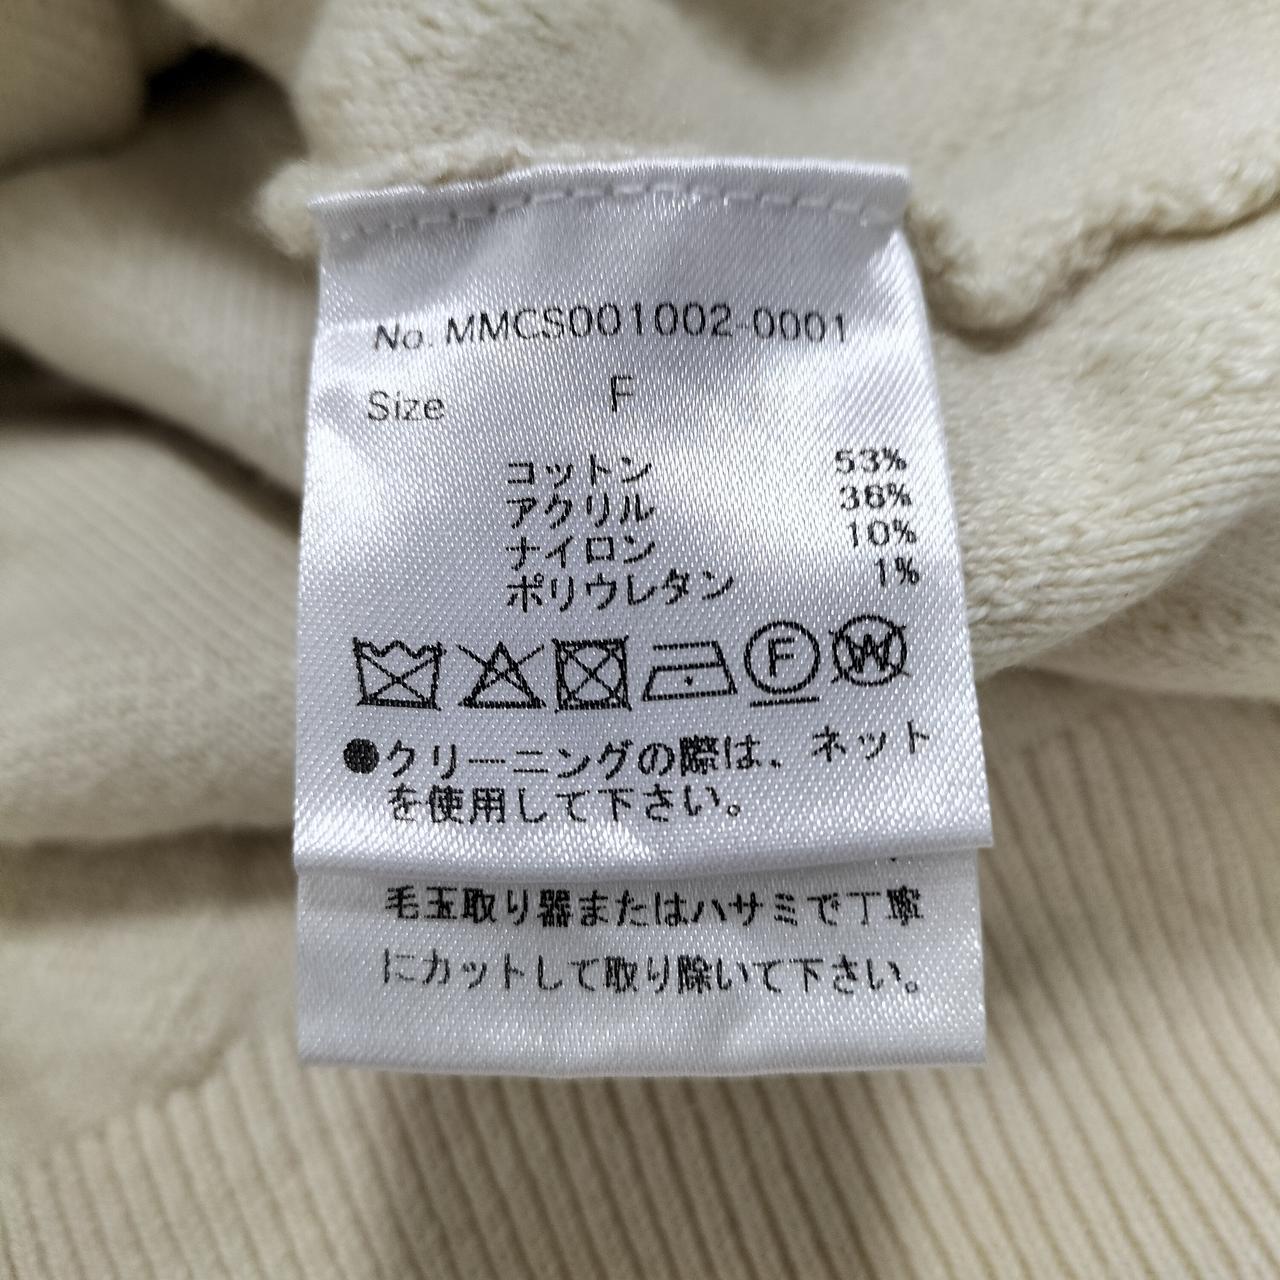 No. MMCS001002-0001
Size F
コットン 53%
アクリル 36%
ナイロン 10%
ポリウレタン 1%
F W
●クリーニングの際は、ネット
を使用して下さい。
毛玉取り器またはハサミで丁寧
にカットして取り除いて下さい。